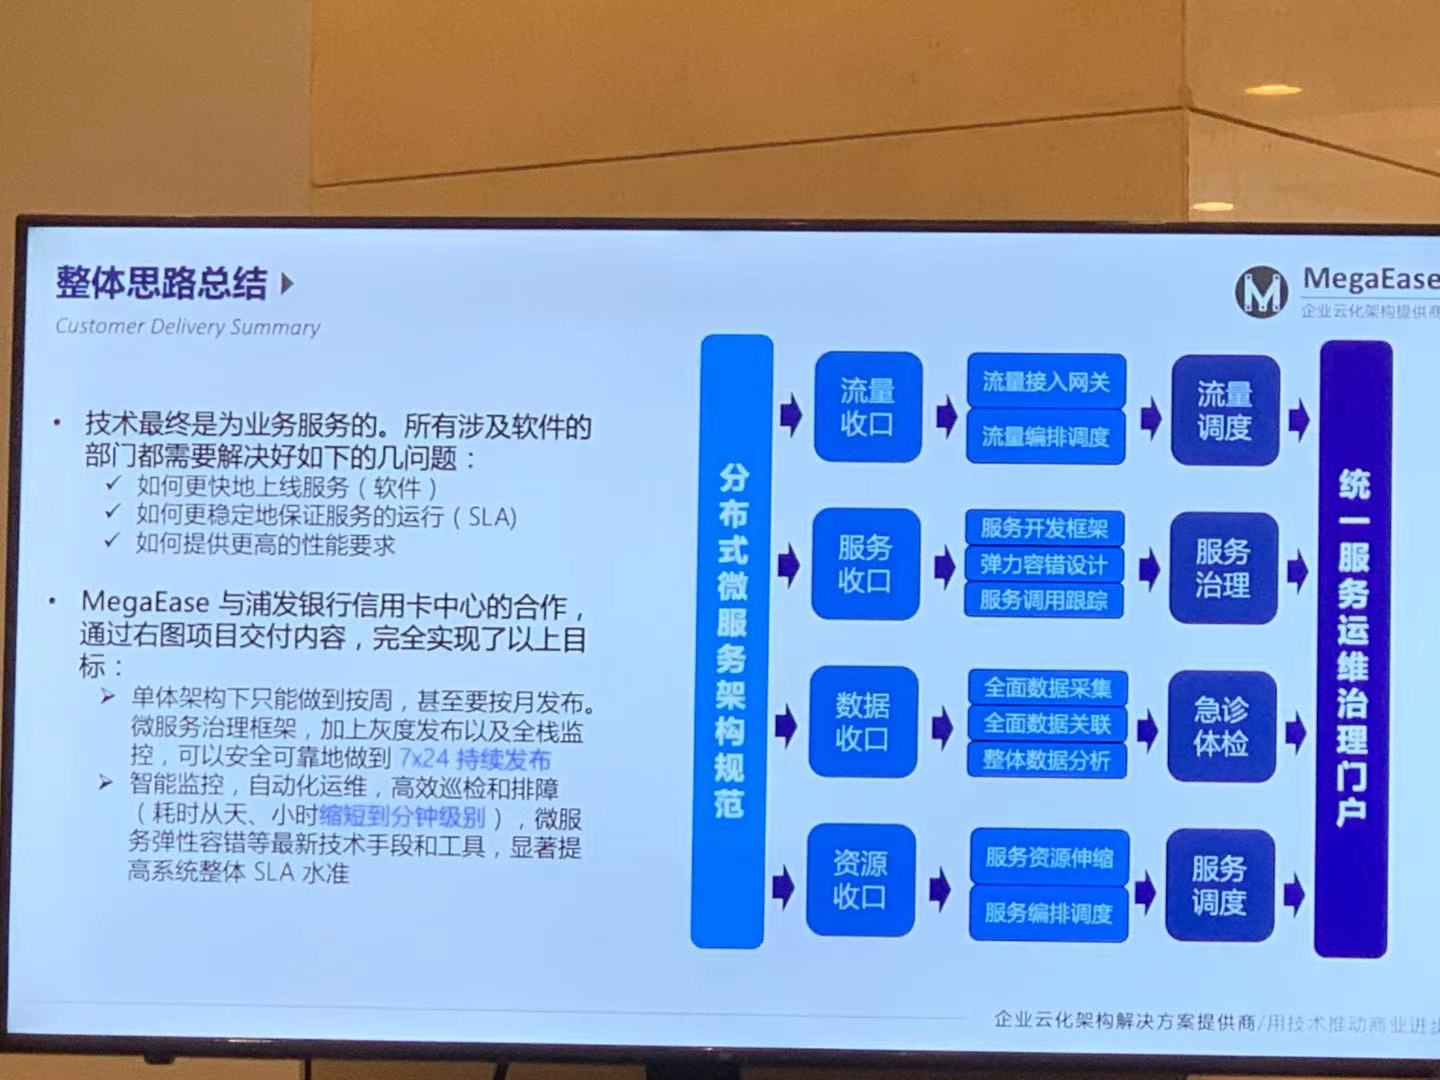 整体思路总结
Customer Delivery Summary
MegaEase
企业云化架构提供商
• 技术最终是为业务服务的。所有涉及软件的
部门都需要解决好如下的几问题：
✓ 如何更快地上线服务（软件）
✓ 如何更稳定地保证服务的运行（SLA)
✓ 如何提供更高的性能要求
• MegaEase 与浦发银行信用卡中心的合作，
通过右图项目交付内容，完全实现了以上目
标：
➢ 单体架构下只能做到按周，甚至要按月发布。
微服务治理框架，加上灰度发布以及全栈监
控，可以安全可靠地做到 7x24 持续发布
➢ 智能监控，自动化运维，高效巡检和排障
（耗时从天、小时缩短到分钟级别），微服
务弹性容错等最新技术手段和工具，显著提
高系统整体 SLA 水准
分布式微服务架构规范
流量
收口
流量接入网关
流量编排调度
流量
调度
服务
收口
服务开发框架
弹力容错设计
服务调用跟踪
服务
治理
数据
收口
全面数据采集
全面数据关联
整体数据分析
急诊
体检
资源
收口
服务资源伸缩
服务编排调度
服务
调度
统一服务运维治理门户
企业云化架构解决方案提供商/用技术推动商业进步